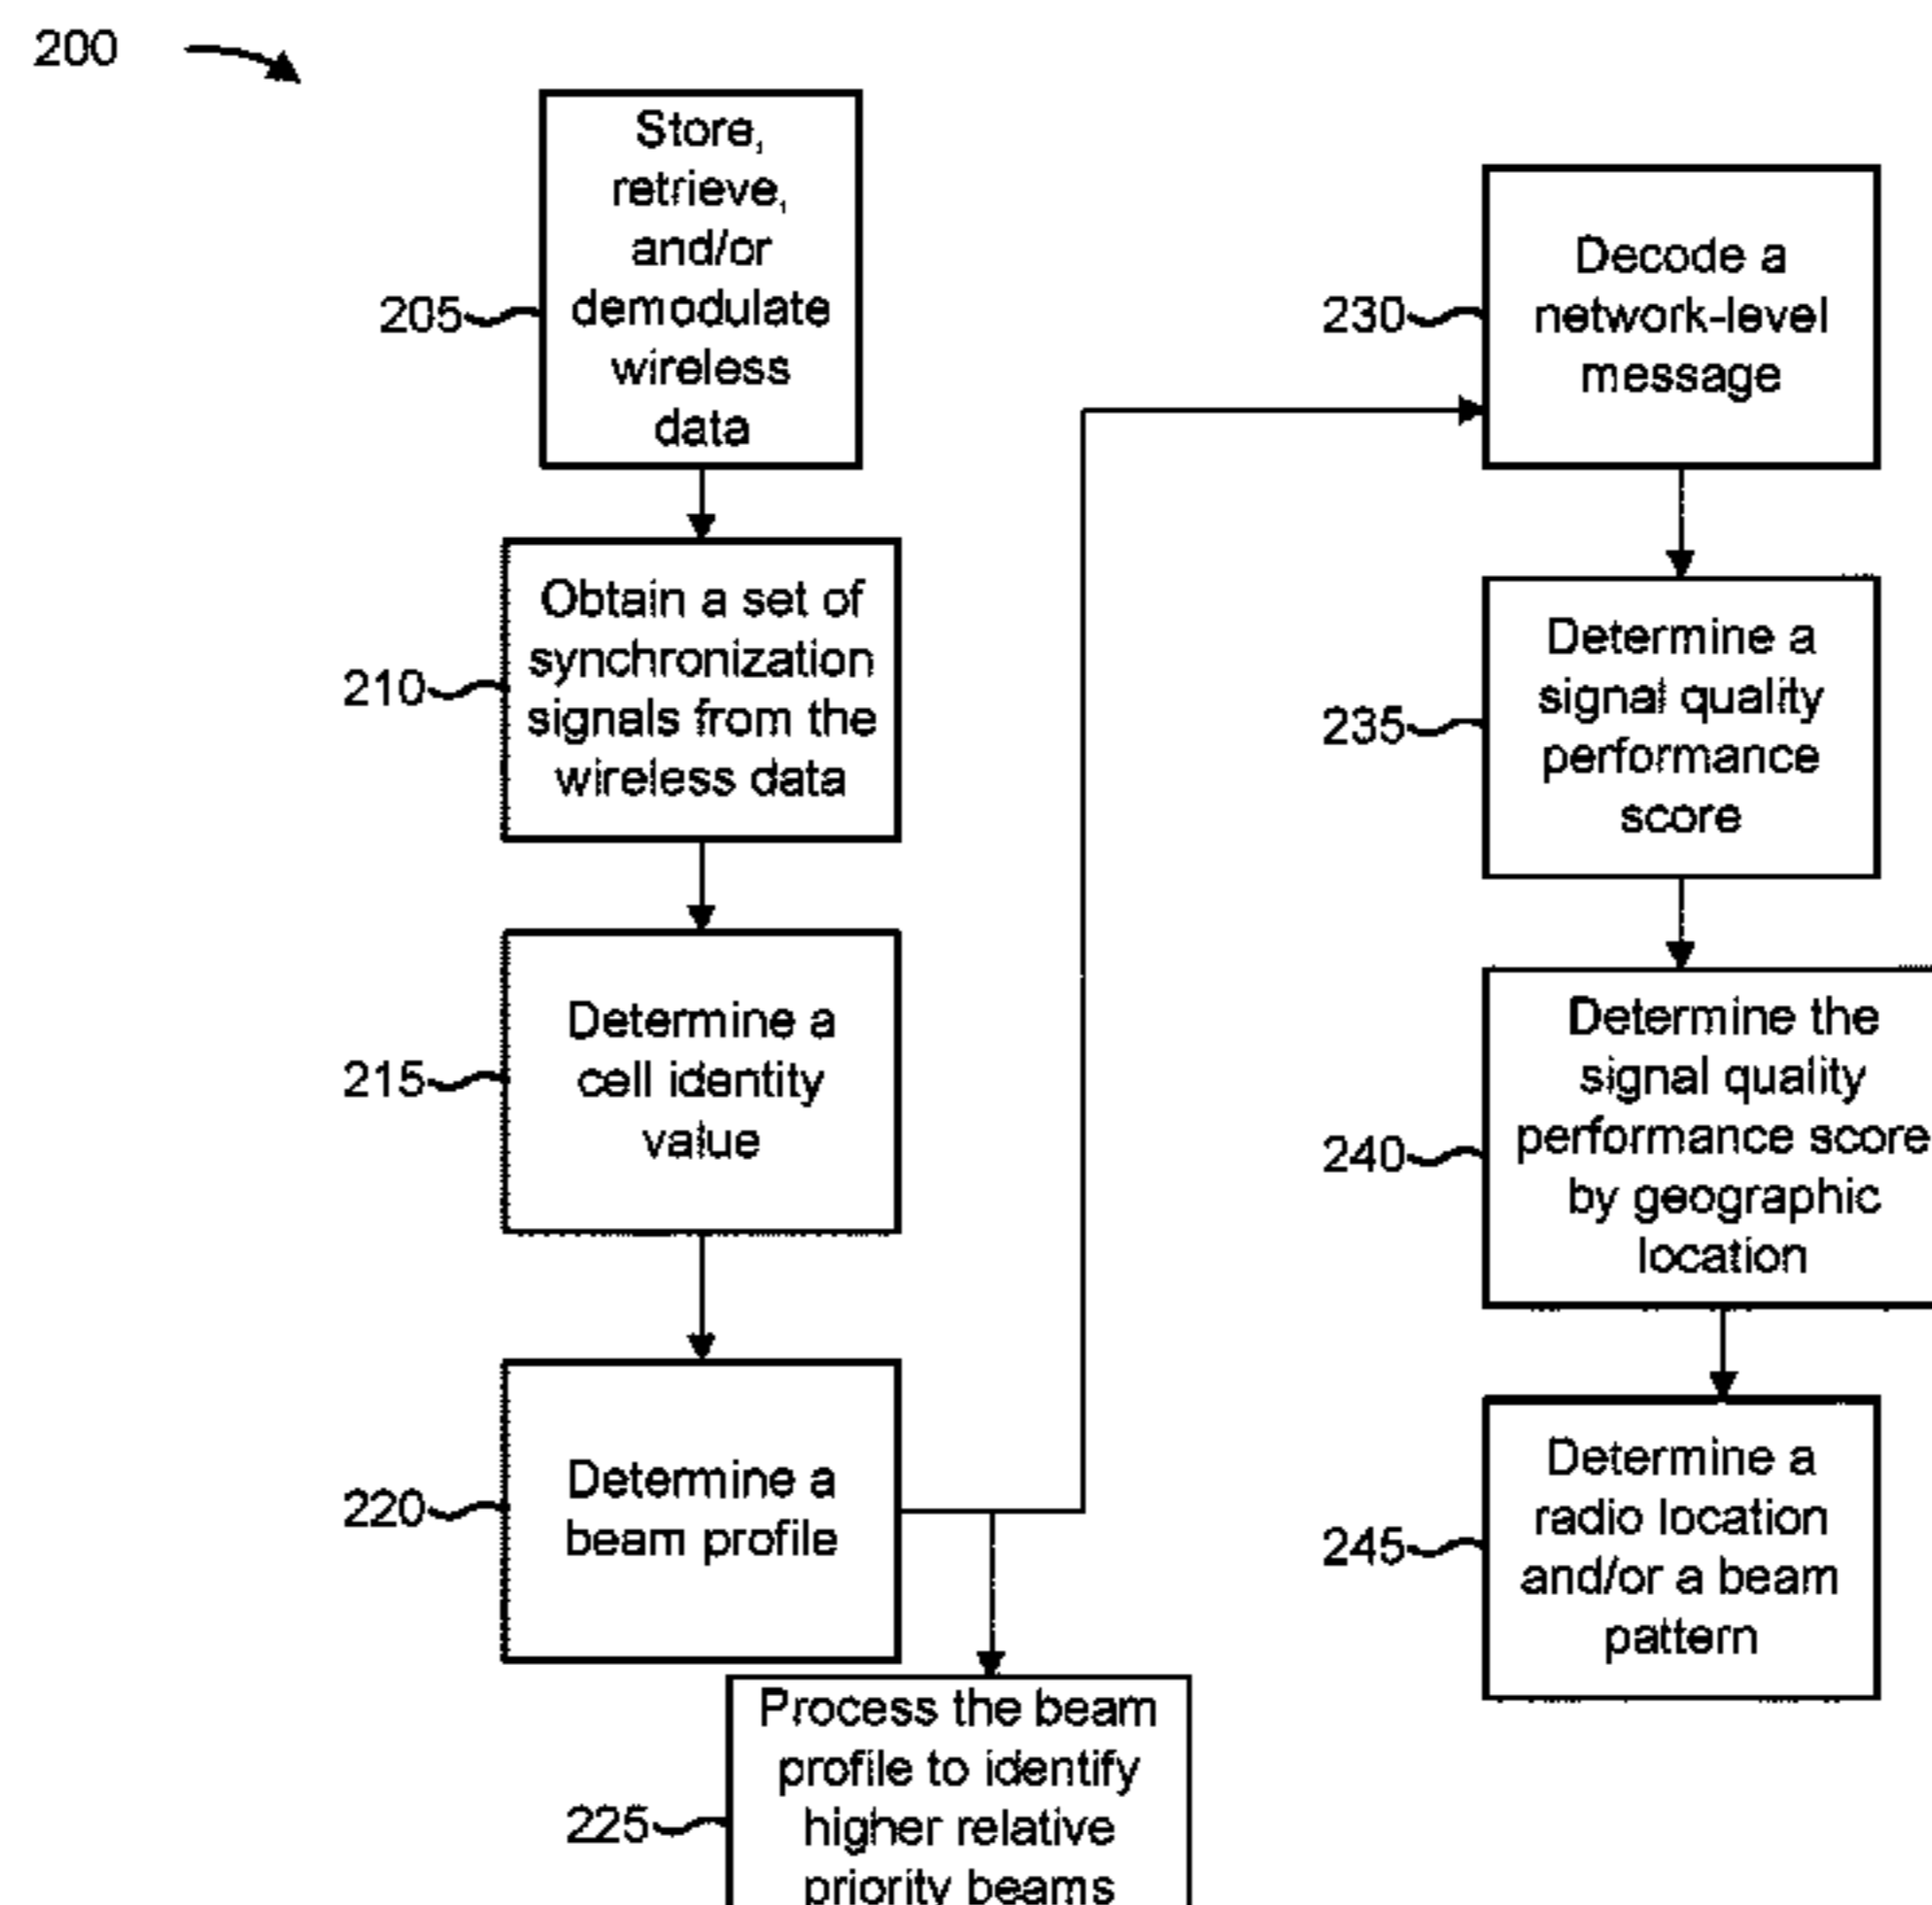 200
Store,
retrieve,
and/or
demodulate
wireless
data
205
Obtain a set of
synchronization
signals from the
wireless data
210
Determine a
cell identity
value
215
Determine a
beam profile
220
Process the beam
profile to identify
higher relative
priority beams
225
Decode a
network-level
message
230
Determine a
signal quality
performance
score
235
Determine the
signal quality
performance score
by geographic
location
240
Determine a
radio location
and/or a beam
pattern
245